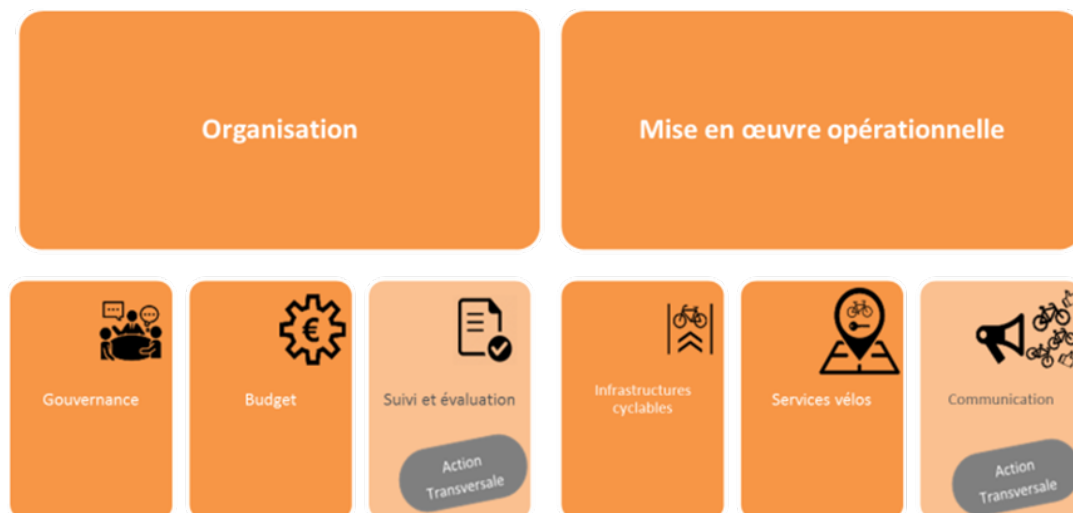 Organisation
Mise en œuvre opérationnelle
Gouvernance
Budget
€
Suivi et évaluation
Action
Transversale
Infrastructures
cyclables
Services vélos
Communication
Action
Transversale